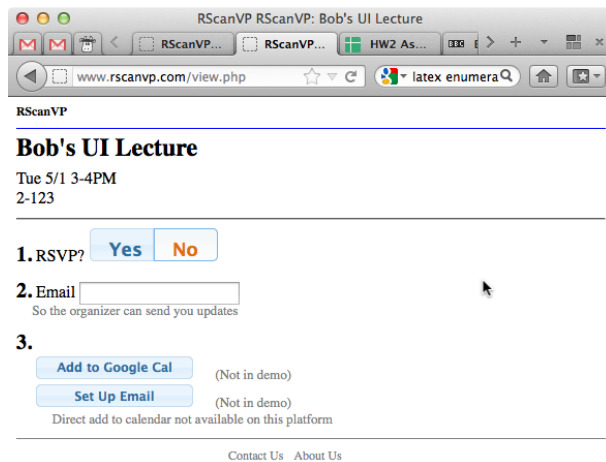 RScanVP RScanVP: Bob's UI Lecture
RScanVP... RScanVP... HW2 As...
www.rscanvp.com/view.php latex enumera
RScanVP
Bob's UI Lecture
Tue 5/1 3-4PM
2-123
1. RSVP? Yes No
2. Email
So the organizer can send you updates
3.
Add to Google Cal (Not in demo)
Set Up Email (Not in demo)
Direct add to calendar not available on this platform
Contact Us About Us